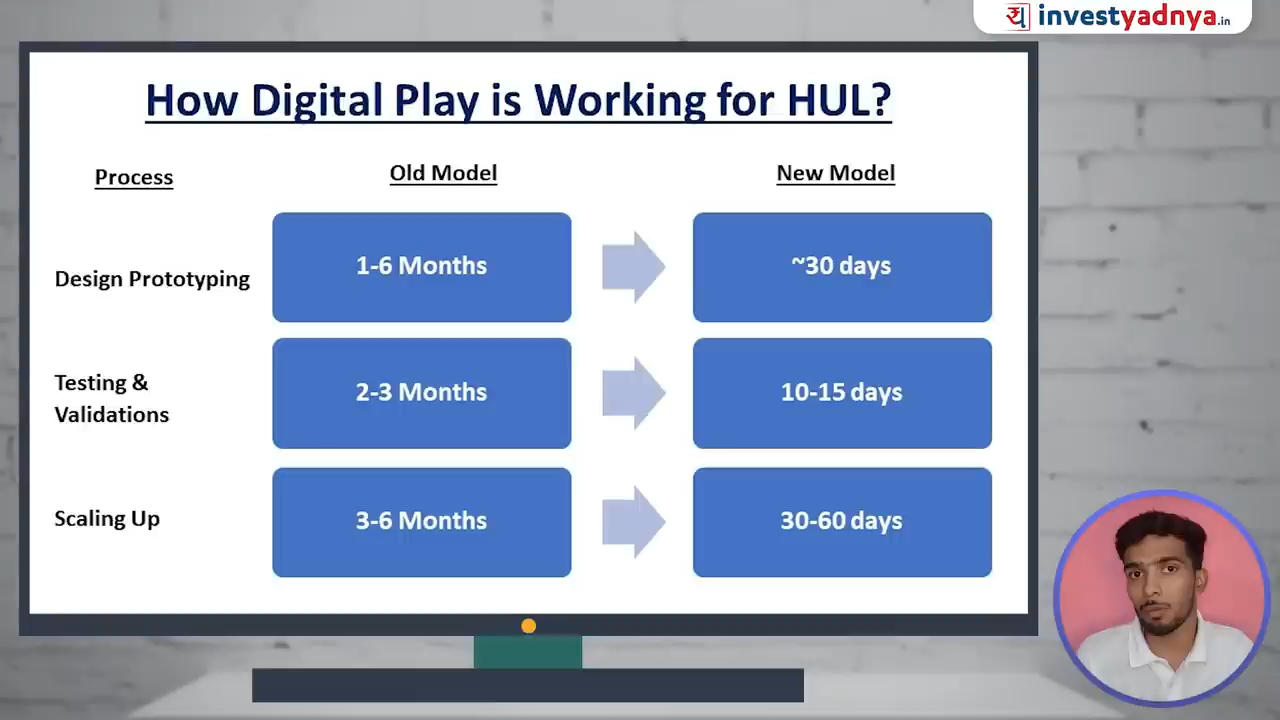 investyadnya.in
How Digital Play is Working for HUL?
Process
Old Model
New Model
Design Prototyping
1-6 Months
~30 days
Testing &
Validations
2-3 Months
10-15 days
Scaling Up
3-6 Months
30-60 days